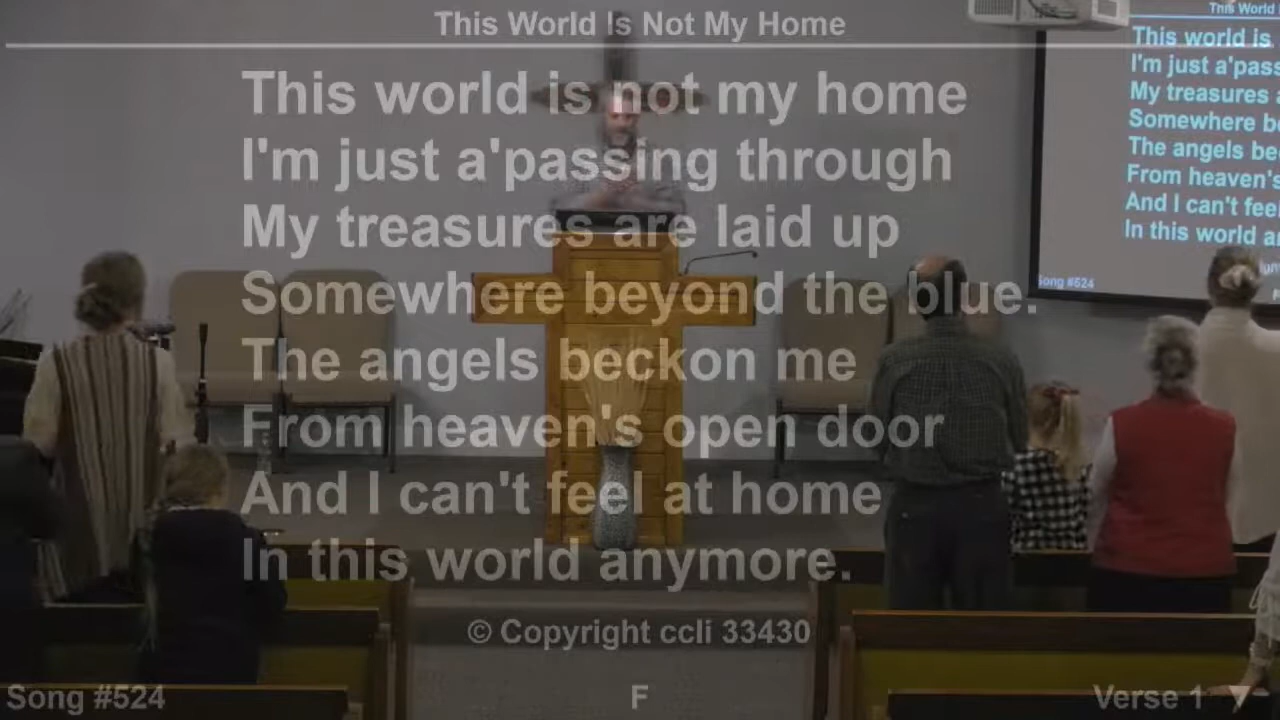 This World Is Not My Home
This world is not my home
I'm just a'passing through
My treasures are laid up
Somewhere beyond the blue.
The angels beckon me
From heaven's open door
And I can't feel at home
In this world anymore.
© Copyright ccli 33430
Song #524
F
Verse 1
This World
This world is
I'm just a'pass
My treasures
Somewhere be
The angels be
From heaven's
And I can't feel
In this world a
Song #524